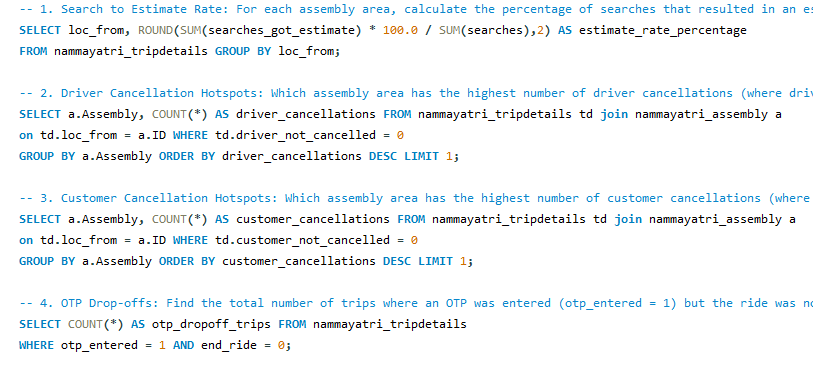 -- 1. Search to Estimate Rate: For each assembly area, calculate the percentage of searches that resulted in an
SELECT loc_from, ROUND(SUM(searches_got_estimate) * 100.0 / SUM(searches),2) AS estimate_rate_percentage
FROM nammayatri_tripdetails GROUP BY loc_from;
-- 2. Driver Cancellation Hotspots: Which assembly area has the highest number of driver cancellations (where
SELECT a.Assembly, COUNT(*) AS driver_cancellations FROM nammayatri_tripdetails td join nammayatri_assembly a
on td.loc_from = a.ID WHERE td.driver_not_cancelled = 0
GROUP BY a.Assembly ORDER BY driver_cancellations DESC LIMIT 1;
-- 3. Customer Cancellation Hotspots: Which assembly area has the highest number of customer cancellations (where
SELECT a.Assembly, COUNT(*) AS customer_cancellations FROM nammayatri_tripdetails td join nammayatri_assembly a
on td.loc_from = a.ID WHERE td.customer_not_cancelled = 0
GROUP BY a.Assembly ORDER BY customer_cancellations DESC LIMIT 1;
-- 4. OTP Drop-offs: Find the total number of trips where an OTP was entered (otp_entered = 1) but the ride was
SELECT COUNT(*) AS otp_dropoff_trips FROM nammayatri_tripdetails
WHERE otp_entered = 1 AND end_ride = 0;